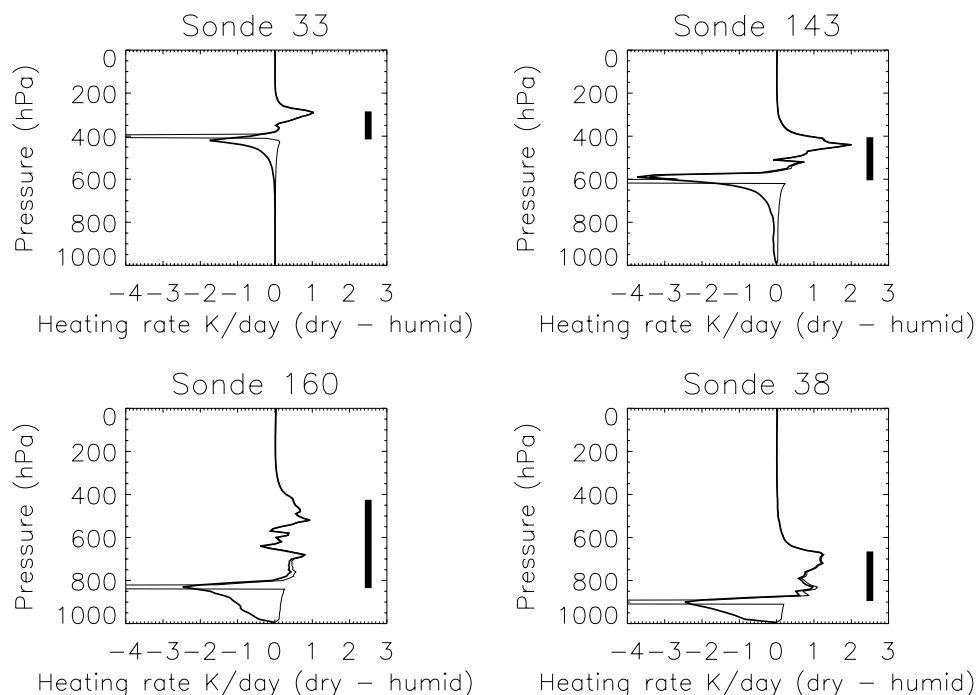 Sonde 33
Sonde 143
Pressure (hPa)
0
200
400
600
800
1000
-4 -3 -2 -1 0 1 2 3
Heating rate K/day (dry - humid)
Pressure (hPa)
0
200
400
600
800
1000
-4 -3 -2 -1 0 1 2 3
Heating rate K/day (dry - humid)
Sonde 160
Sonde 38
Pressure (hPa)
0
200
400
600
800
1000
-4 -3 -2 -1 0 1 2 3
Heating rate K/day (dry - humid)
Pressure (hPa)
0
200
400
600
800
1000
-4 -3 -2 -1 0 1 2 3
Heating rate K/day (dry - humid)